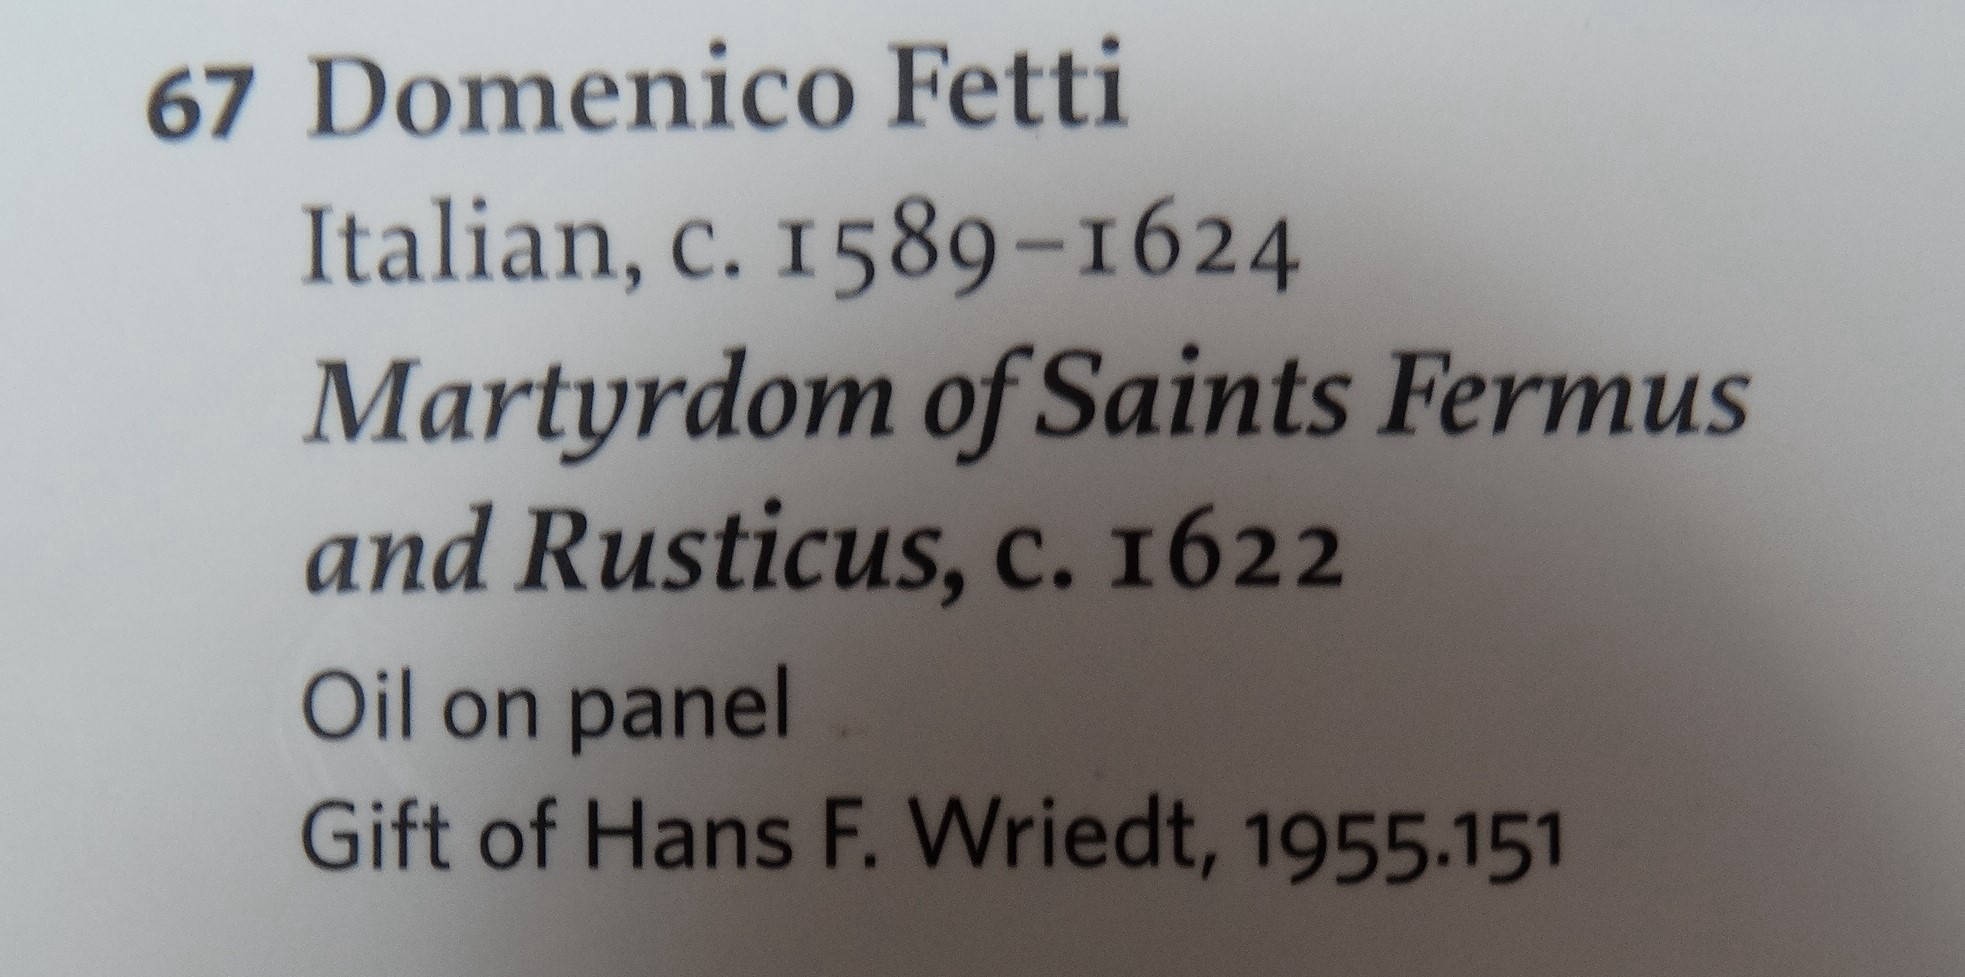 67 Domenico Fetti
Italian, c. 1589–1624
Martyrdom of Saints Fermus
and Rusticus, c. 1622
Oil on panel
Gift of Hans F. Wriedt, 1955.151